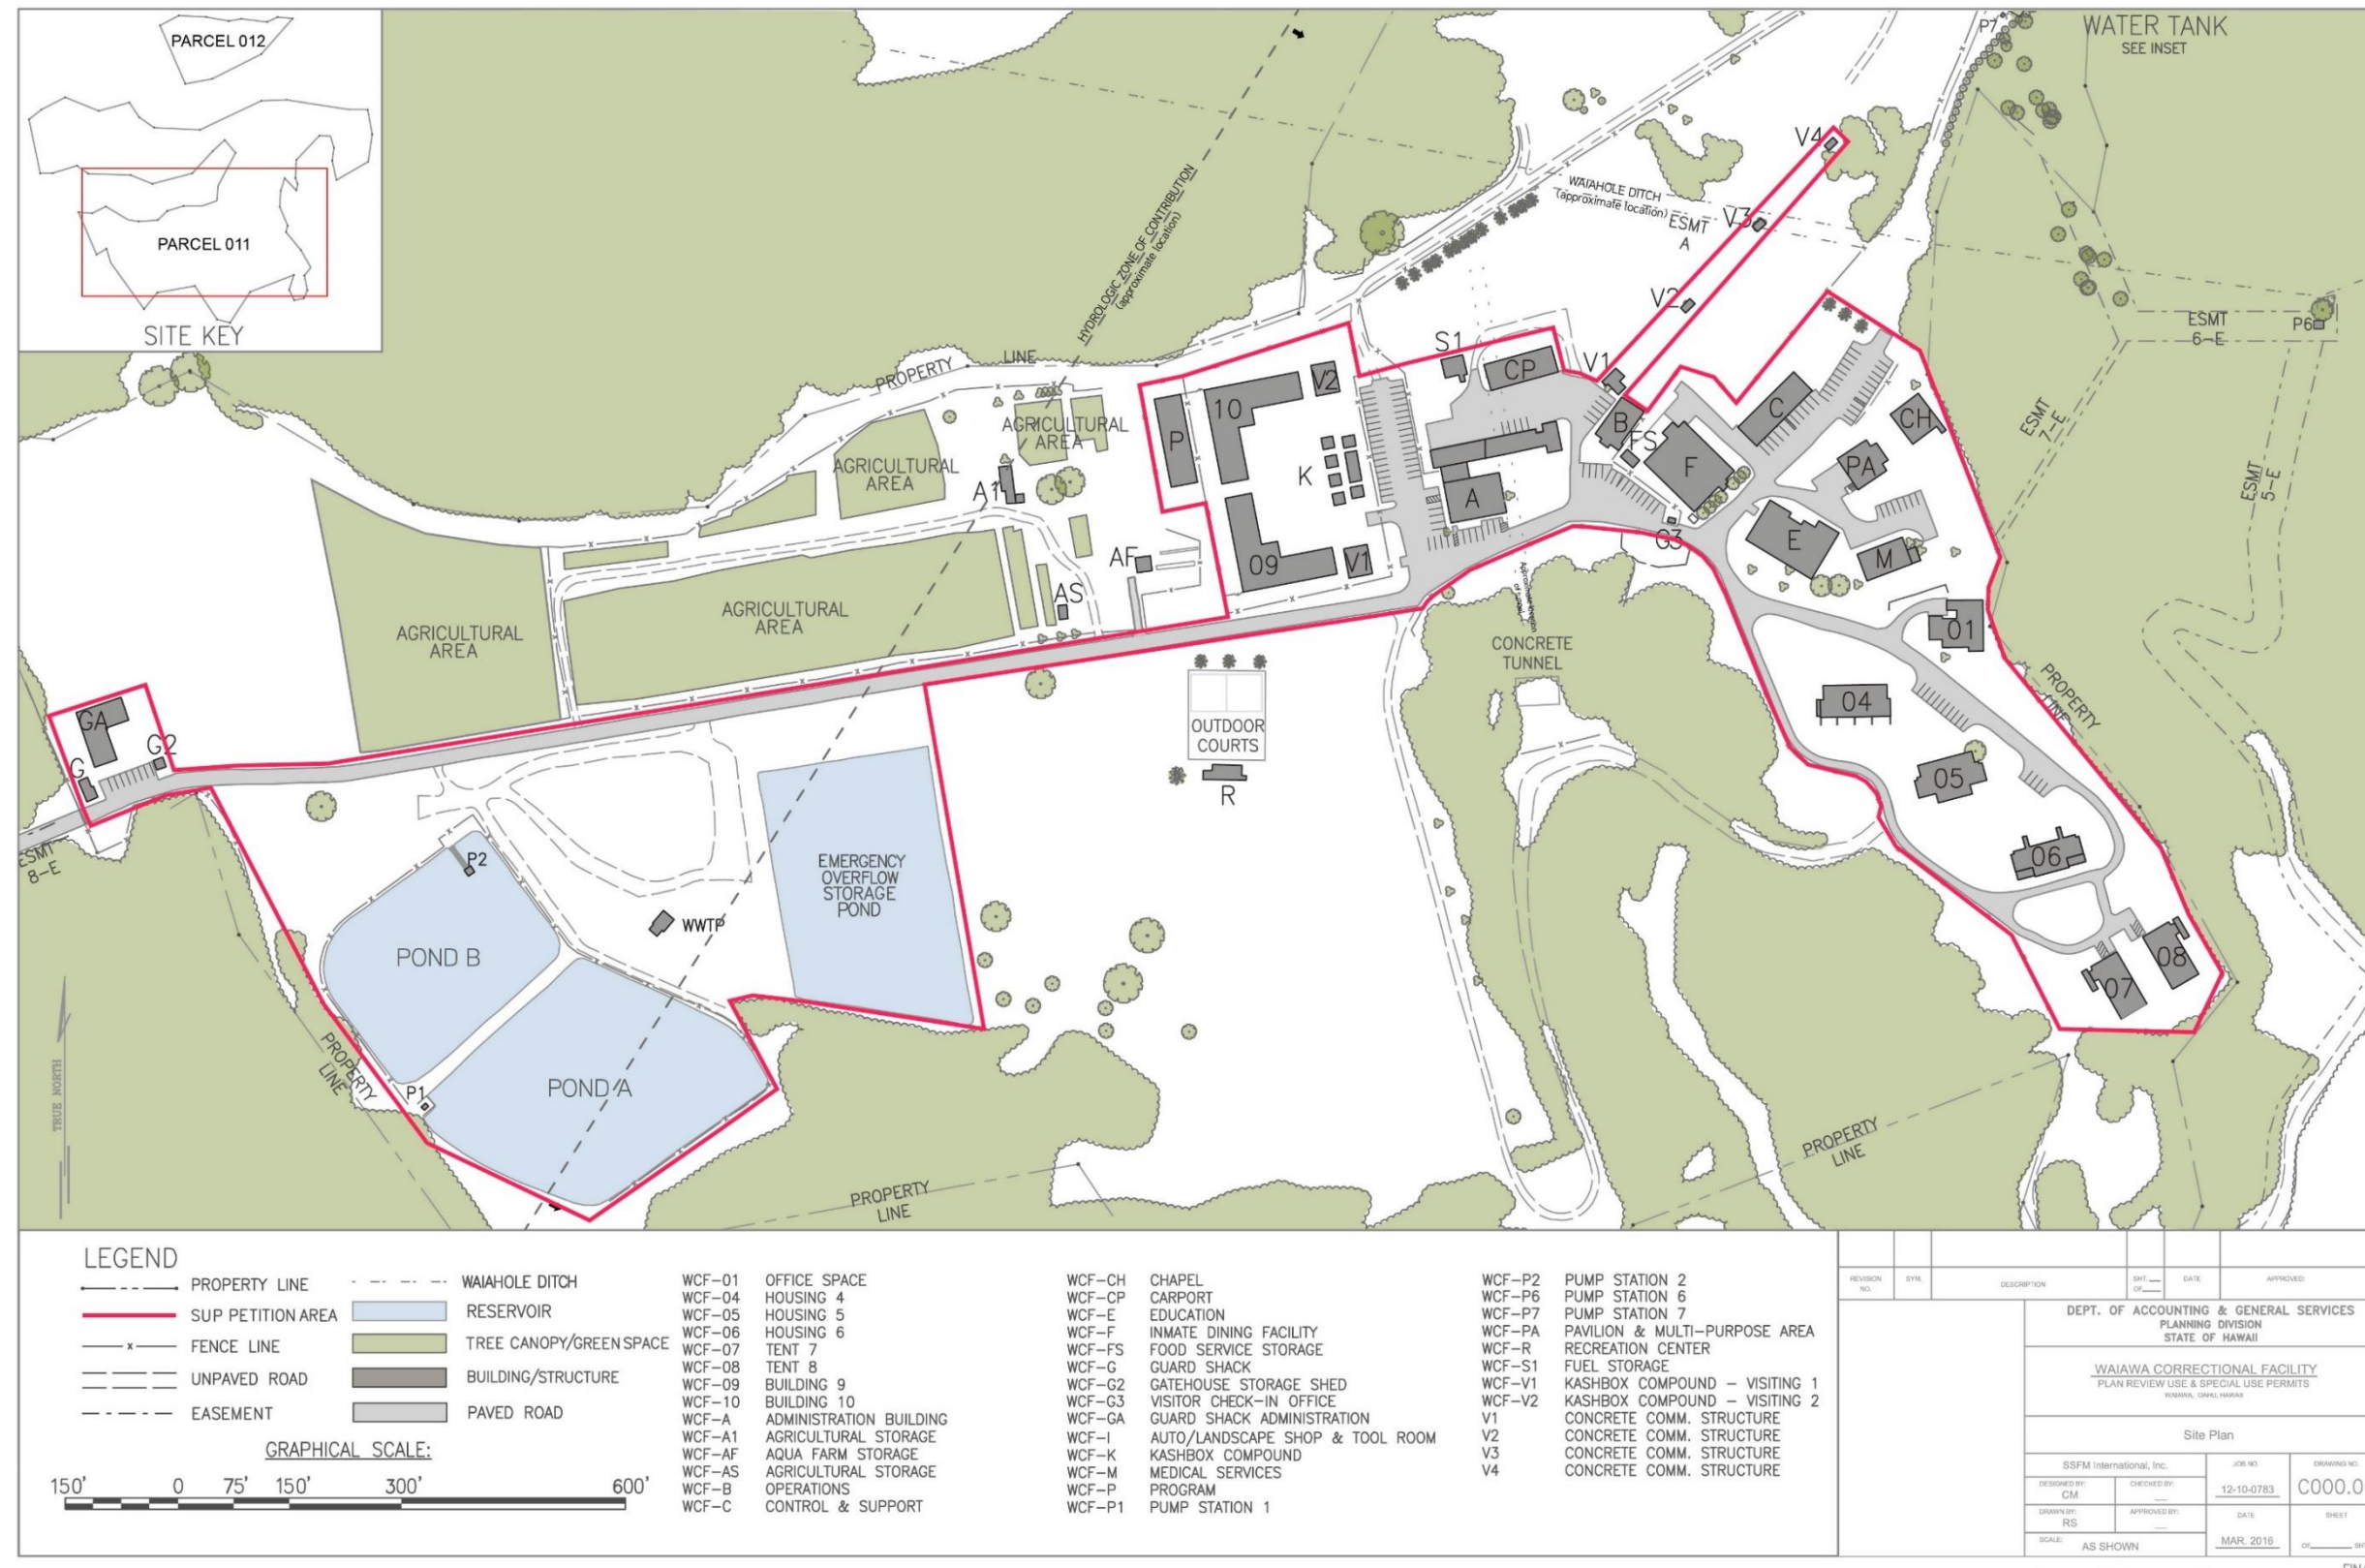 PARCEL 012
PARCEL 011
SITE KEY
P7
WATER TANK
SEE INSET
HYDROLOGIC ZONE OF CONTRIBUTION
(approximate location)
V4
WAIAHOLE DITCH
(approximate location)
ESMT
A
V3
V2
ESMT
6-E
P6
ESMT
7-E
ESMT
5-E
PROPERTY
LINE
S1
CP
V1
V2
10
P
K
B
FS
F
C
CH
PA
A
E
M
G3
09
V1
AGRICULTURAL
AREA
AGRICULTURAL
AREA
A1
AF
AS
AGRICULTURAL
AREA
AGRICULTURAL
AREA
CONCRETE
TUNNEL
01
04
05
06
07
08
PROPERTY
LINE
GA
G2
G
ESMT
8-E
OUTDOOR
COURTS
R
P2
EMERGENCY
OVERFLOW
STORAGE
POND
WWTP
POND B
POND A
P1
PROPERTY
LINE
PROPERTY
LINE
PROPERTY
LINE
TRUE NORTH
LEGEND
PROPERTY LINE
SUP PETITION AREA
FENCE LINE
UNPAVED ROAD
EASEMENT
WAIAHOLE DITCH
RESERVOIR
TREE CANOPY/GREEN SPACE
BUILDING/STRUCTURE
PAVED ROAD
GRAPHICAL SCALE:
150' 0 75' 150' 300' 600'
WCF-01 OFFICE SPACE
WCF-04 HOUSING 4
WCF-05 HOUSING 5
WCF-06 HOUSING 6
WCF-07 TENT 7
WCF-08 TENT 8
WCF-09 BUILDING 9
WCF-10 BUILDING 10
WCF-A ADMINISTRATION BUILDING
WCF-A1 AGRICULTURAL STORAGE
WCF-AF AQUA FARM STORAGE
WCF-AS AGRICULTURAL STORAGE
WCF-B OPERATIONS
WCF-C CONTROL & SUPPORT
WCF-CH CHAPEL
WCF-CP CARPORT
WCF-E EDUCATION
WCF-F INMATE DINING FACILITY
WCF-FS FOOD SERVICE STORAGE
WCF-G GUARD SHACK
WCF-G2 GATEHOUSE STORAGE SHED
WCF-G3 VISITOR CHECK-IN OFFICE
WCF-GA GUARD SHACK ADMINISTRATION
WCF-I AUTO/LANDSCAPE SHOP & TOOL ROOM
WCF-K KASHBOX COMPOUND
WCF-M MEDICAL SERVICES
WCF-P PROGRAM
WCF-P1 PUMP STATION 1
WCF-P2 PUMP STATION 2
WCF-P6 PUMP STATION 6
WCF-P7 PUMP STATION 7
WCF-PA PAVILION & MULTI-PURPOSE AREA
WCF-R RECREATION CENTER
WCF-S1 FUEL STORAGE
WCF-V1 KASHBOX COMPOUND - VISITING 1
WCF-V2 KASHBOX COMPOUND - VISITING 2
V1 CONCRETE COMM. STRUCTURE
V2 CONCRETE COMM. STRUCTURE
V3 CONCRETE COMM. STRUCTURE
V4 CONCRETE COMM. STRUCTURE
REVISION NO.
SYM.
DESCRIPTION
SHT.
OF
DATE
APPROVED:
DEPT. OF ACCOUNTING & GENERAL SERVICES
PLANNING DIVISION
STATE OF HAWAII
WAIAWA CORRECTIONAL FACILITY
PLAN REVIEW USE & SPECIAL USE PERMITS
WAIAWA, OAHU, HAWAII
Site Plan
SSFM International, Inc.
JOB NO.
12-10-0783
DRAWING NO.
C000.0
DESIGNED BY:
CM
CHECKED BY:
DRAWN BY:
RS
APPROVED BY:
DATE
MAR. 2016
SHEET
OF
SCALE:
AS SHOWN